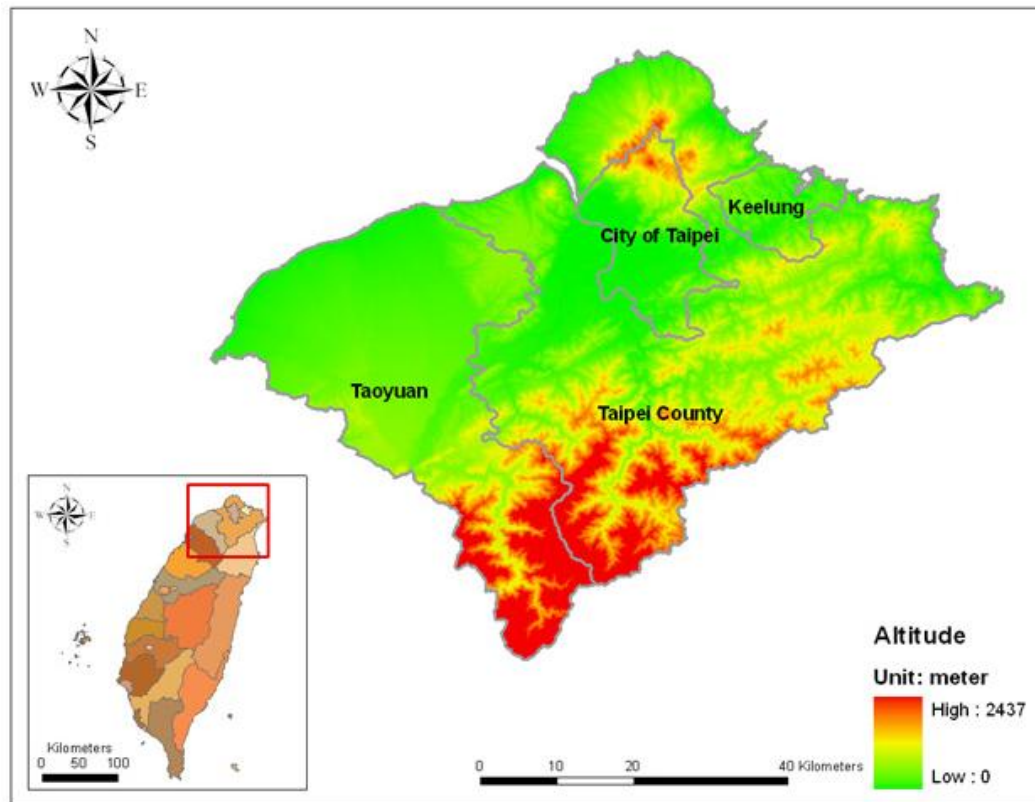 N
W E
S
Keelung
City of Taipei
Taoyuan
Taipei County
N
W E
S
Kilometers
0 50 100
Altitude
Unit: meter
High : 2437
Low : 0
0 10 20 40 Kilometers